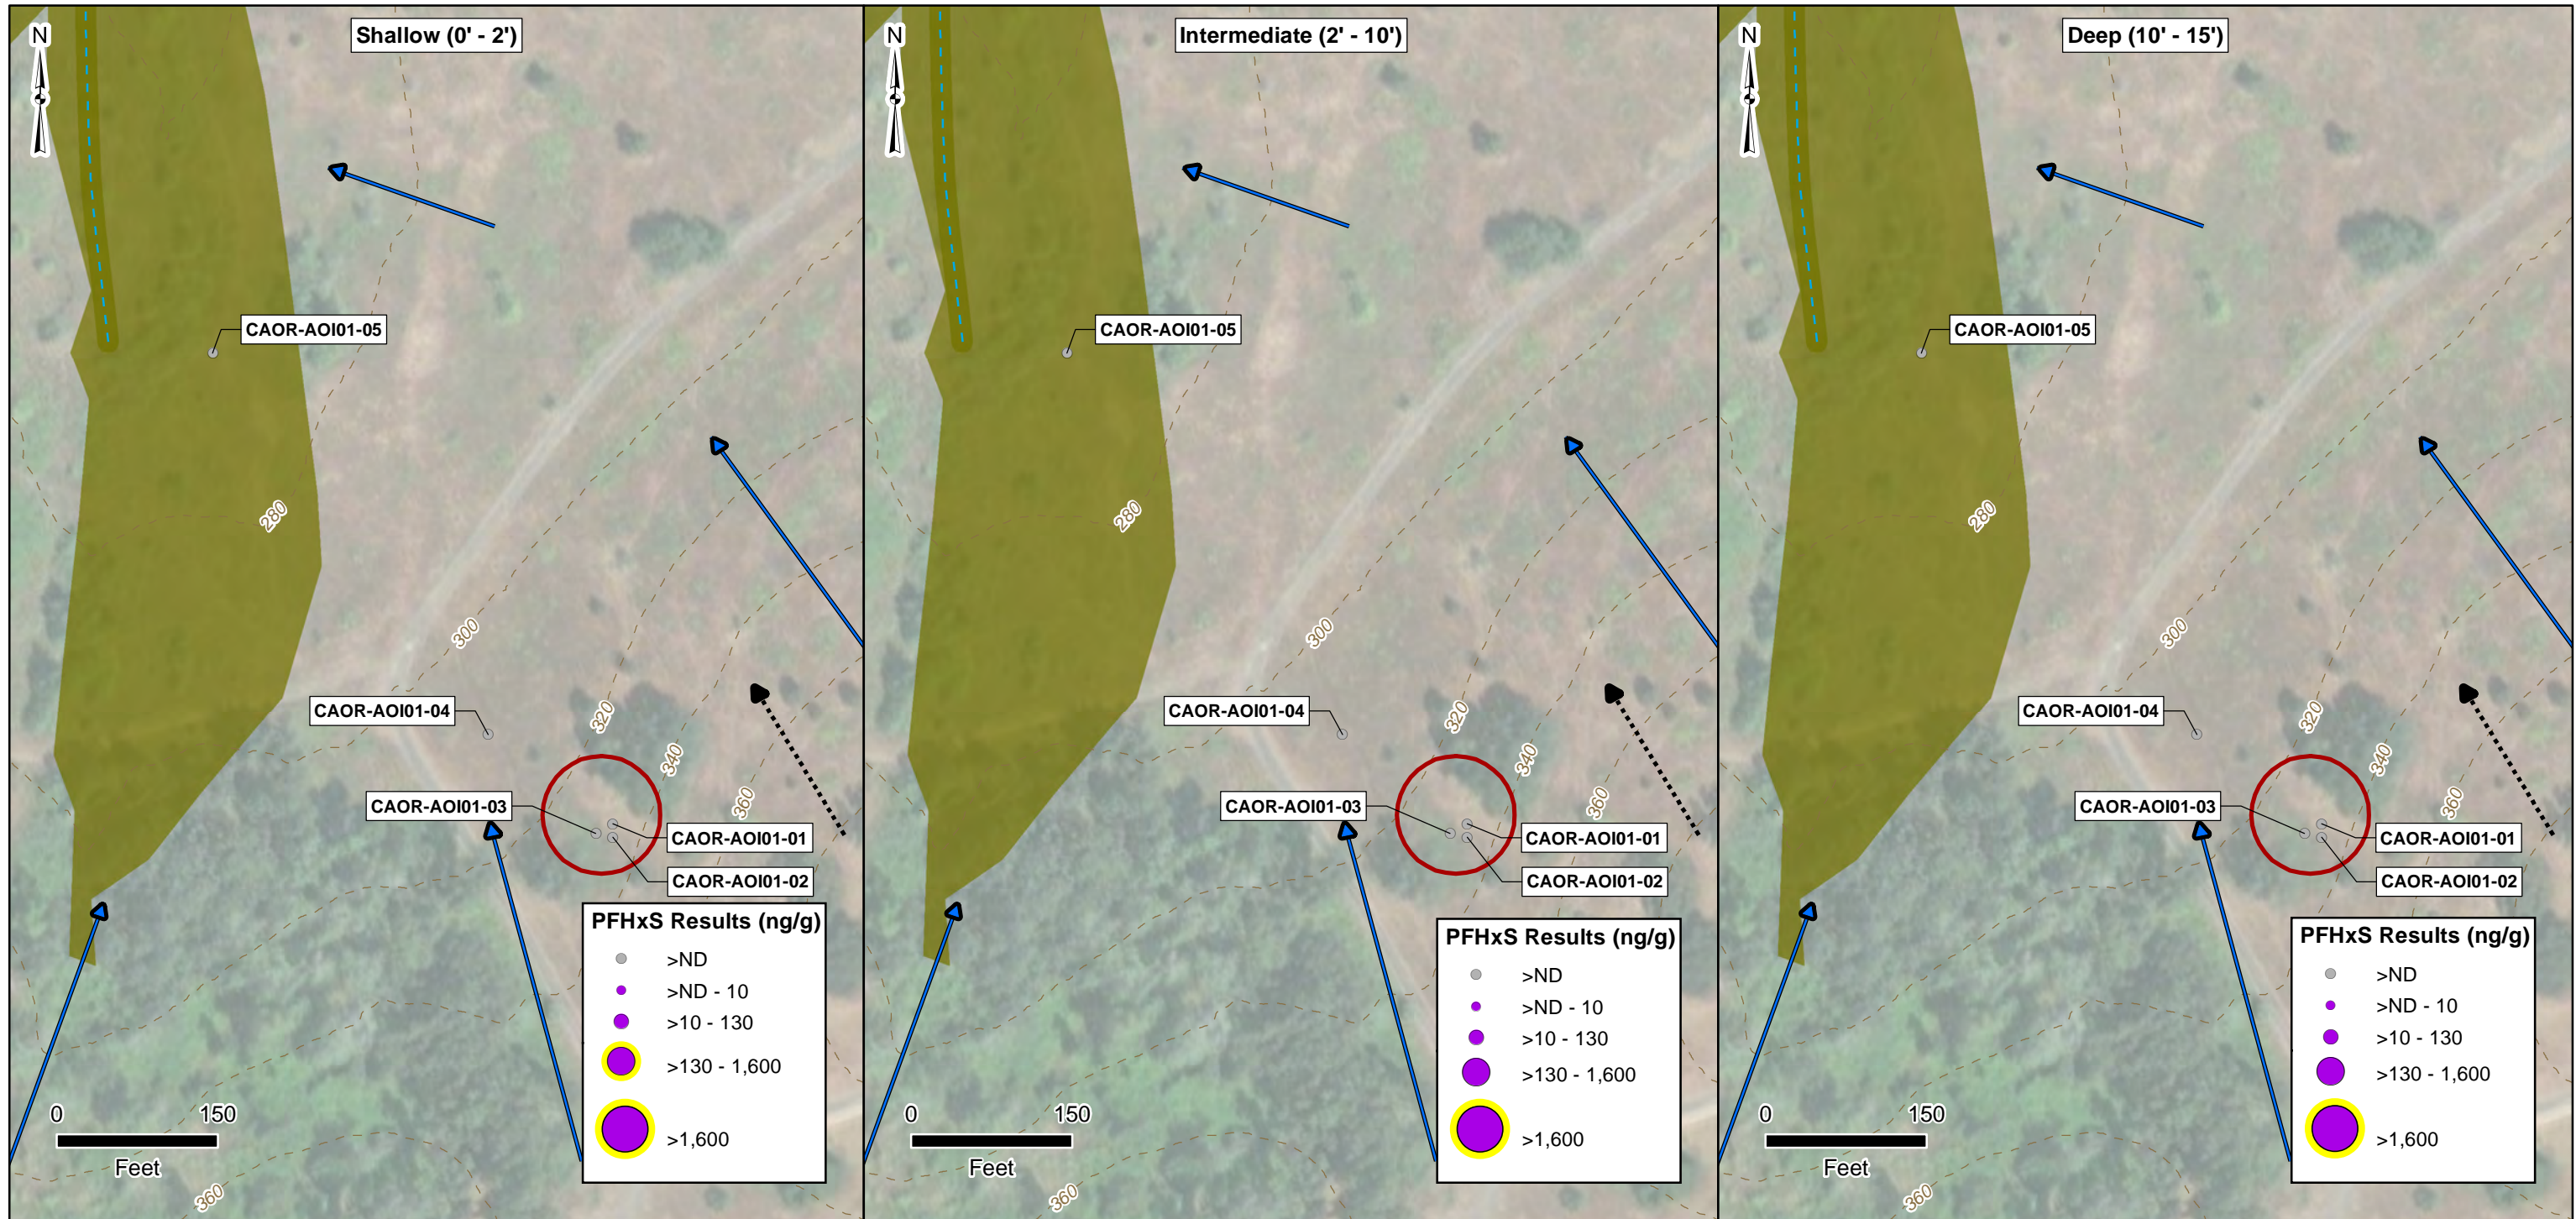 N
Shallow (0' - 2')
CAOR-AOI01-05
280
300
CAOR-AOI01-04
320
340
360
CAOR-AOI01-03
CAOR-AOI01-01
CAOR-AOI01-02
PFHxS Results (ng/g)
>ND
>ND - 10
>10 - 130
>130 - 1,600
>1,600
0 150
Feet
360
N
Intermediate (2' - 10')
CAOR-AOI01-05
280
300
CAOR-AOI01-04
320
340
360
CAOR-AOI01-03
CAOR-AOI01-01
CAOR-AOI01-02
PFHxS Results (ng/g)
>ND
>ND - 10
>10 - 130
>130 - 1,600
>1,600
0 150
Feet
360
N
Deep (10' - 15')
CAOR-AOI01-05
280
300
CAOR-AOI01-04
320
340
360
CAOR-AOI01-03
CAOR-AOI01-01
CAOR-AOI01-02
PFHxS Results (ng/g)
>ND
>ND - 10
>10 - 130
>130 - 1,600
>1,600
0 150
Feet
360